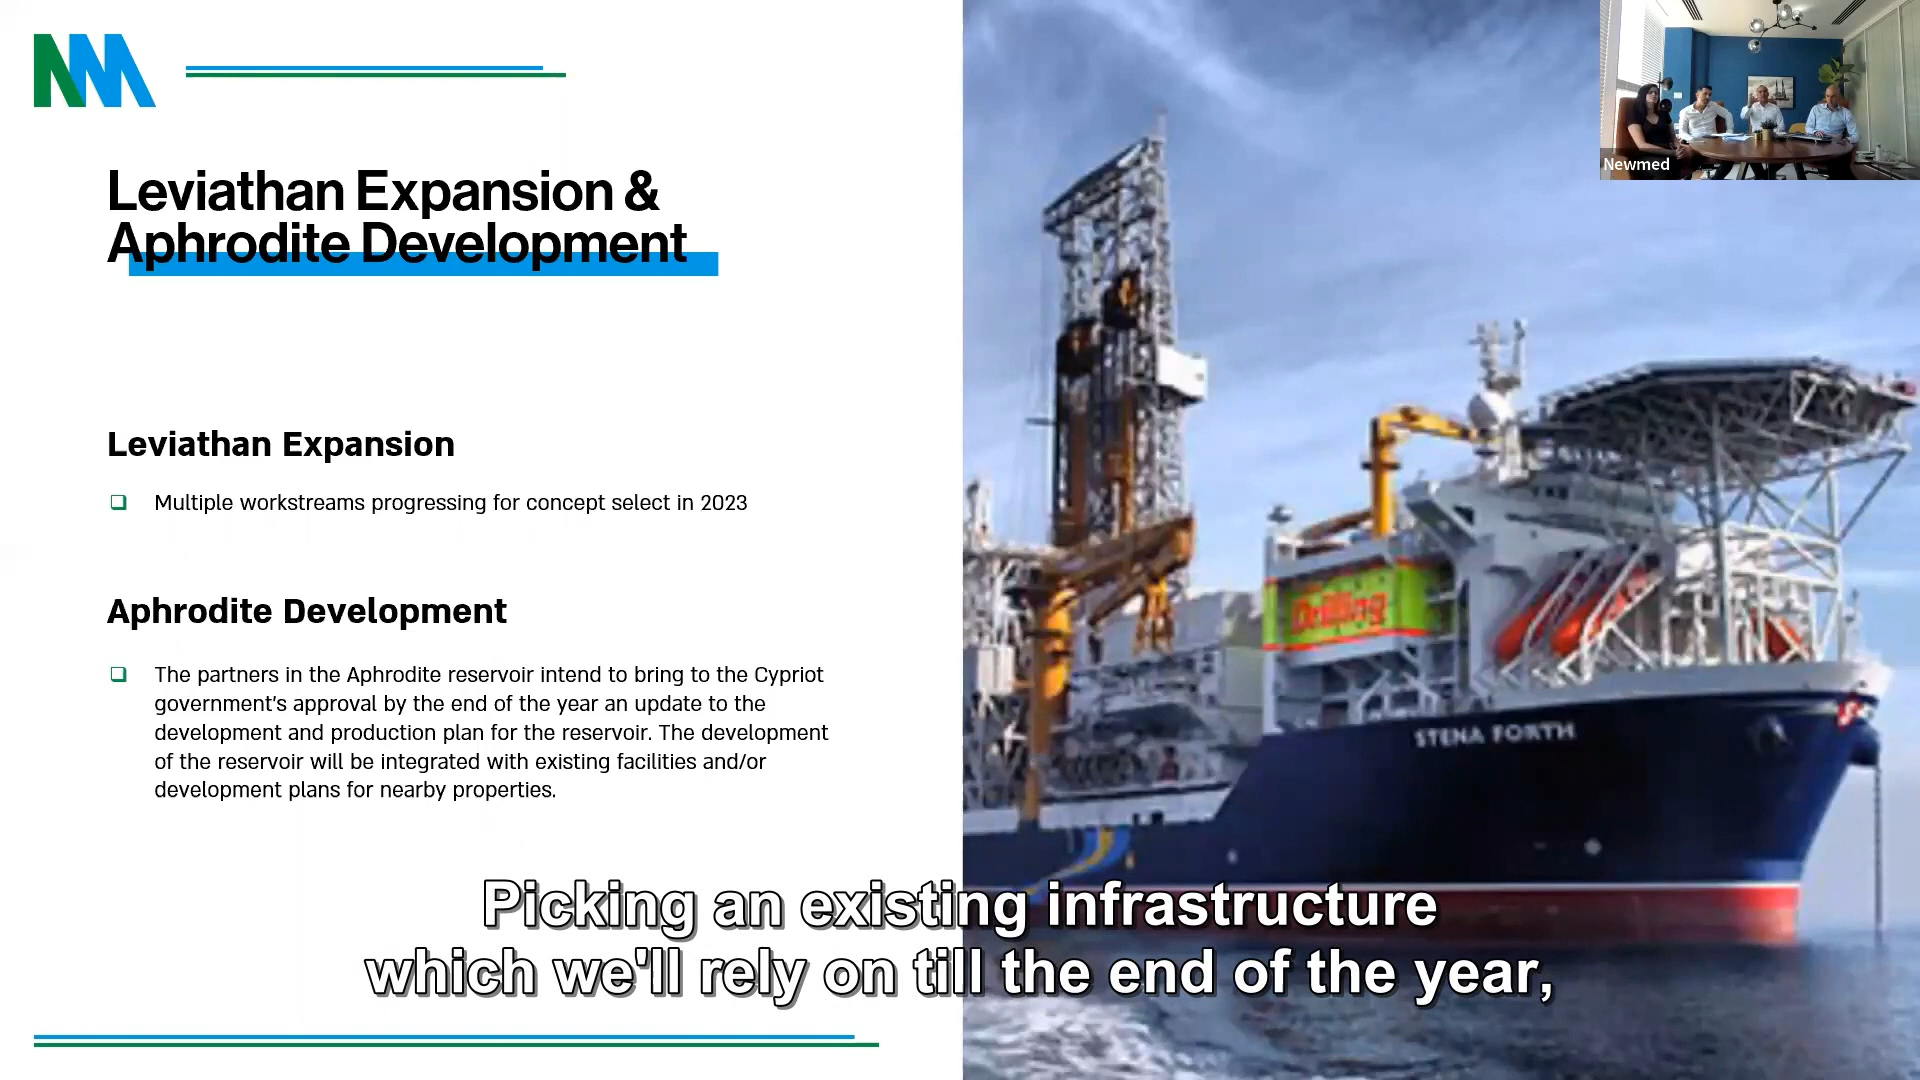 NM
Newmed
Leviathan Expansion &
Aphrodite Development
Leviathan Expansion
Multiple workstreams progressing for concept select in 2023
Aphrodite Development
The partners in the Aphrodite reservoir intend to bring to the Cypriot
government's approval by the end of the year an update to the
development and production plan for the reservoir. The development
of the reservoir will be integrated with existing facilities and/or
development plans for nearby properties.
Drilling
STENA FORTH
Picking an existing infrastructure
which we'll rely on till the end of the year,